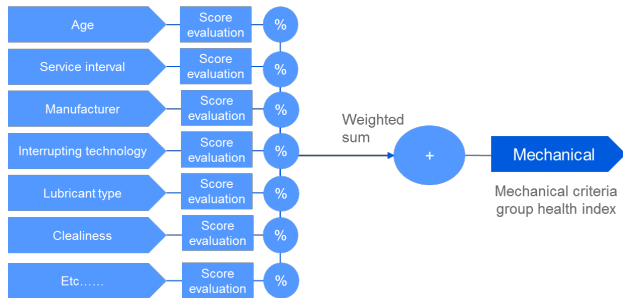 Age
Score
evaluation
%
Service interval
Score
evaluation
%
Manufacturer
Score
evaluation
%
Interrupting technology
Score
evaluation
%
Lubricant type
Score
evaluation
%
Clealiness
Score
evaluation
%
Etc……
Score
evaluation
%
Weighted
sum
+
Mechanical
Mechanical criteria
group health index